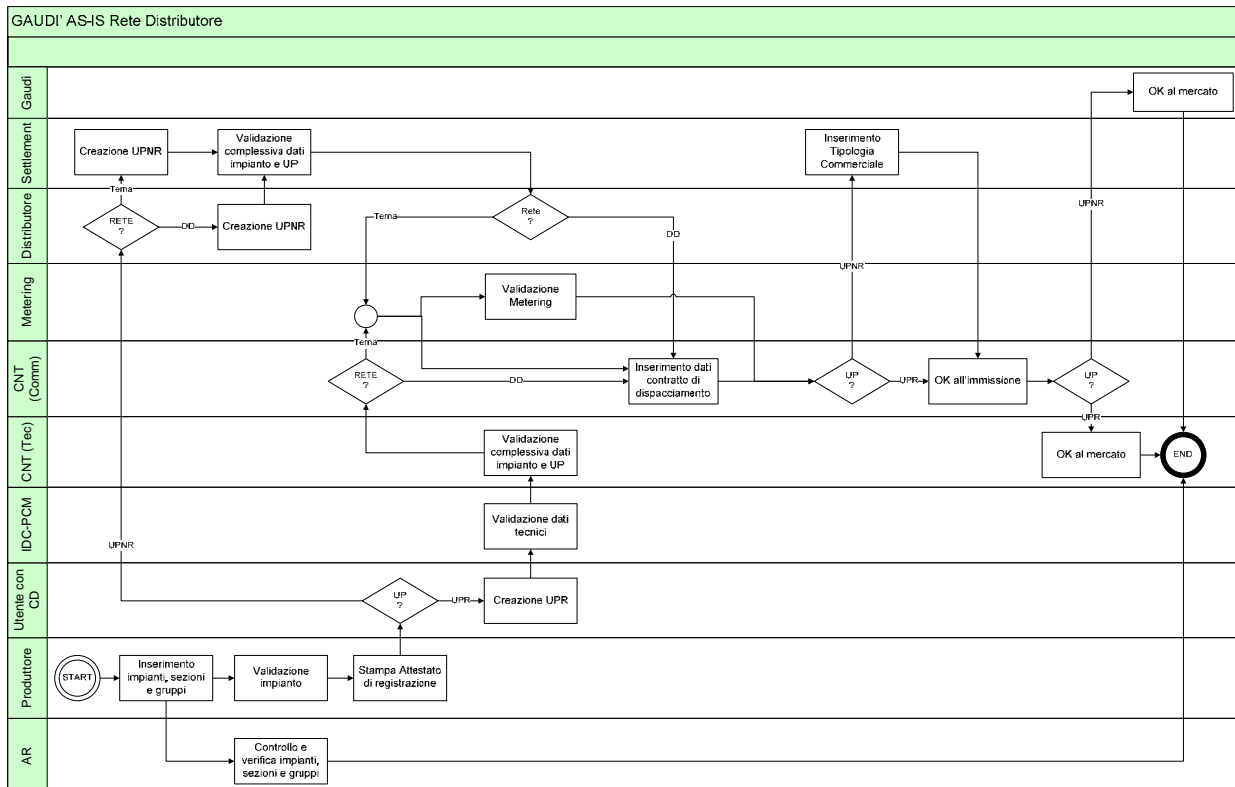 GAUDI' AS-IS Rete Distributore
Gaudì
OK al mercato
UPNR
Settlement
Creazione UPNR
Validazione
complessiva dati
impianto e UP
Inserimento
Tipologia
Commerciale
Terna
Distributore
RETE
?
DD
Creazione UPNR
Terna
Rete
?
DD
UPNR
Metering
Validazione
Metering
Terna
CNT
(Comm)
RETE
?
DD
Inserimento dati
contratto di
dispacciamento
UP
?
UPR
OK all'immissione
UP
?
UPR
CNT (Tec)
Validazione
complessiva dati
impianto e UP
OK al mercato
END
IDC-PCM
Validazione dati
tecnici
UPNR
Utente con
CD
UP
?
UPR
Creazione UPR
Produttore
START
Inserimento
impianti, sezioni
e gruppi
Validazione
impianto
Stampa Attestato
di registrazione
AR
Controllo e
verifica impianti,
sezioni e gruppi